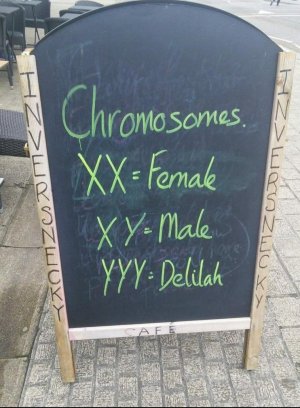 Chromosomes.
XX = Female
XY = Male
YYY = Delilah
INVERSNECKY
INVERSNECKY
CAFE